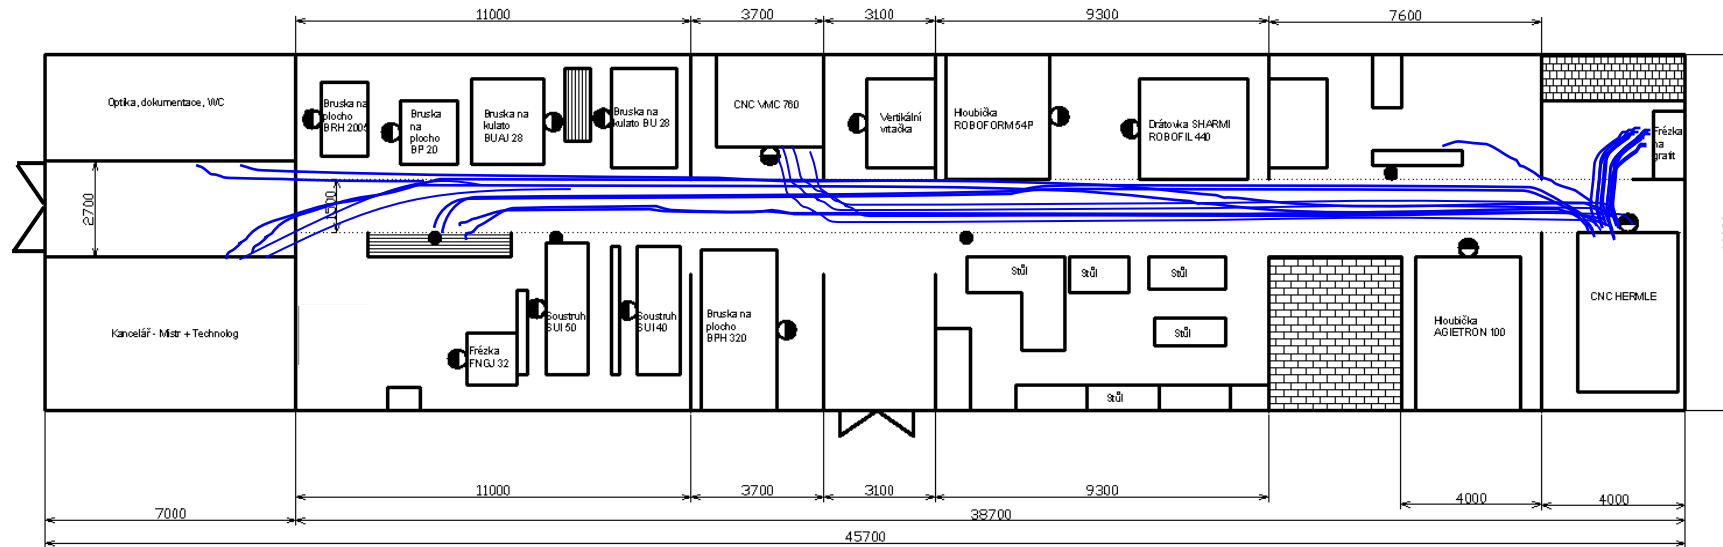 11000
3700
3100
9300
7600
Optika, dokumentace, WC
Bruska na
plocho
BRH 2005
Bruska
na
plocho
BP 20
Bruska na
kulato
BUAJ 28
Bruska na
kulato BU 28
CNC VMC 760
Vertikální
vrtačka
Hloubička
ROBOFORM 54P
Drátovka SHARMI
ROBOFIL 440
Frézka
na
grafit
2700
1500
Kancelář - Mistr + Technolog
Frézka
FNGJ 32
Soustruh
SUI 50
Soustruh
SUI 40
Bruska na
plocho
BPH 320
Stůl
Stůl
Stůl
Stůl
Stůl
Hloubička
AGIETRON 100
CNC HERMLE
11000
3700
3100
9300
4000
4000
7000
38700
45700